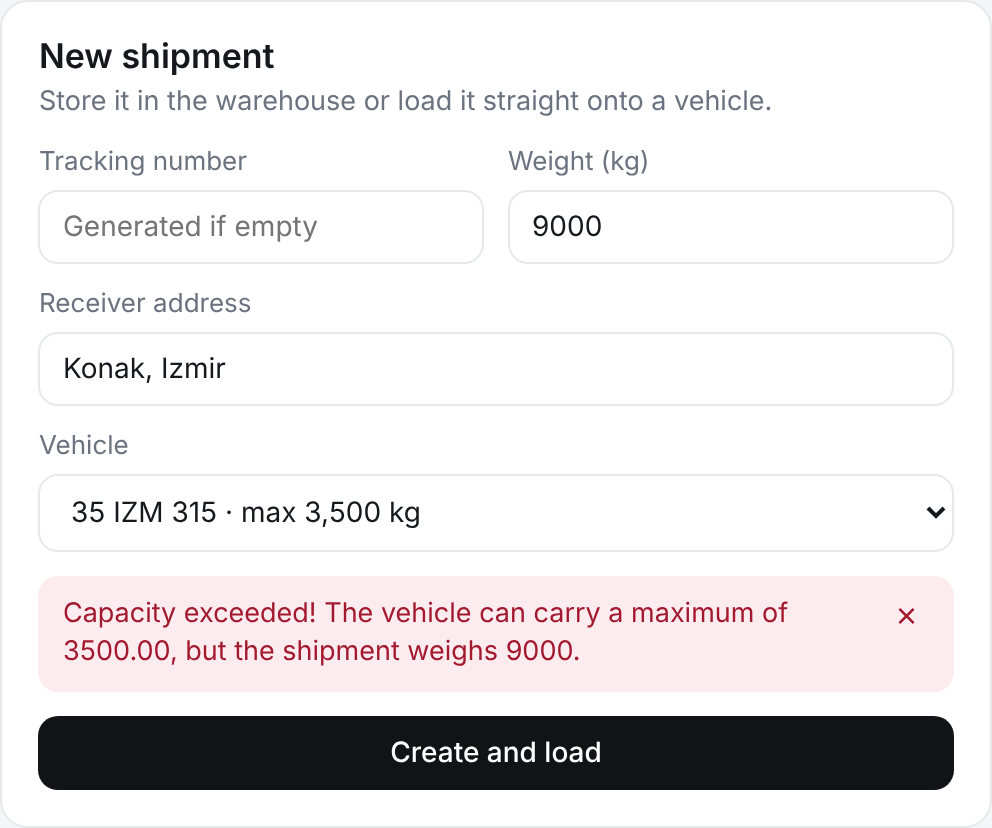 New shipment
Store it in the warehouse or load it straight onto a vehicle.
Tracking number
Weight (kg)
Generated if empty
9000
Receiver address
Konak, Izmir
Vehicle
35 IZM 315 · max 3,500 kg
Capacity exceeded! The vehicle can carry a maximum of
3500.00, but the shipment weighs 9000.
×
Create and load